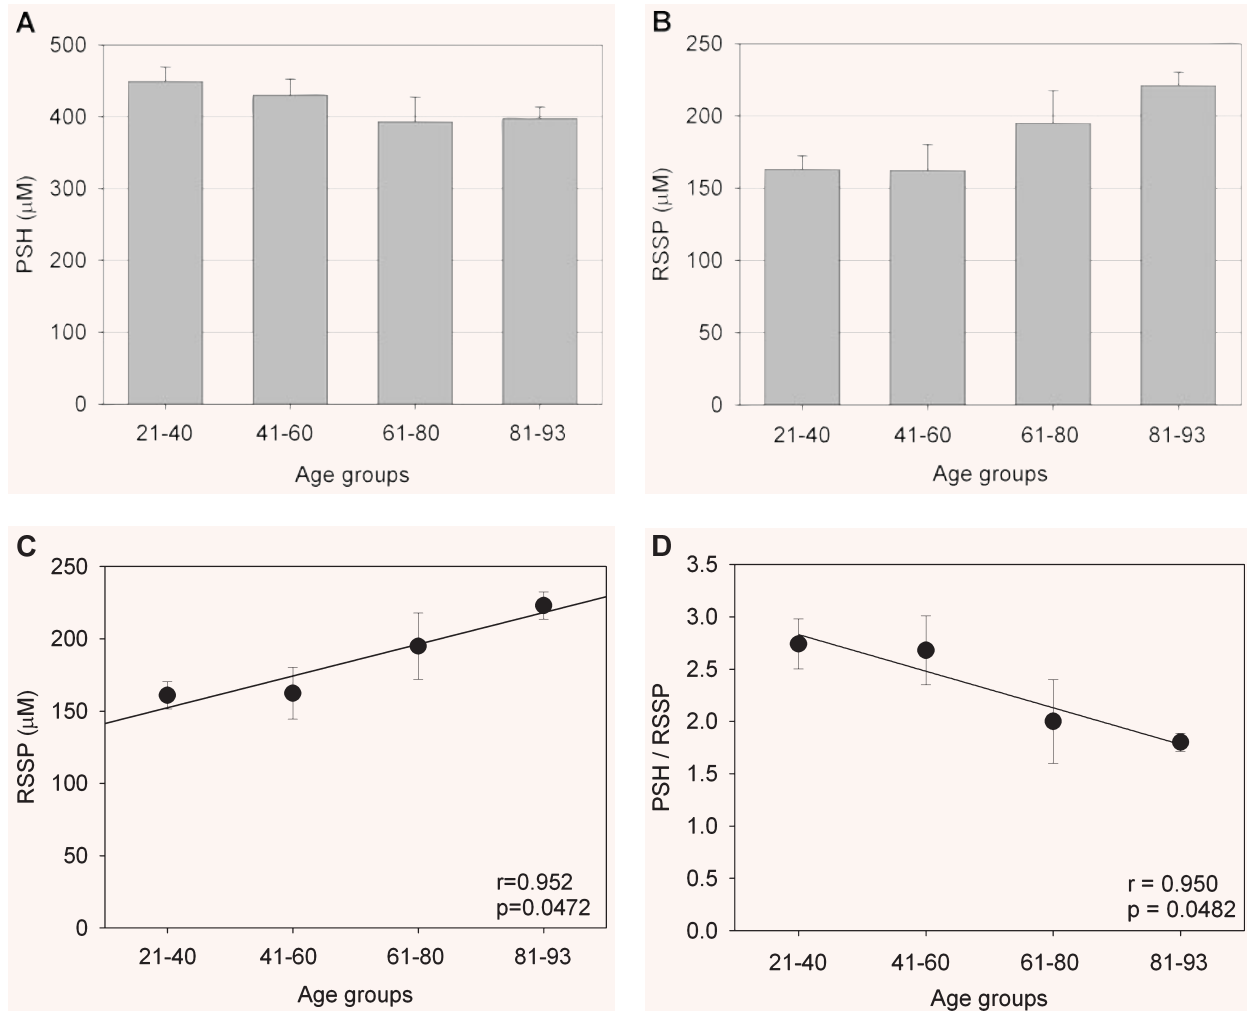 A
500
400
300
200
100
0
PSH (μM)
21-40 41-60 61-80 81-93
Age groups
B
250
200
150
100
50
0
RSSP (μM)
21-40 41-60 61-80 81-93
Age groups
C
250
200
150
100
50
0
RSSP (μM)
r=0.952
p=0.0472
21-40 41-60 61-80 81-93
Age groups
D
3.5
3.0
2.5
2.0
1.5
1.0
0.5
0.0
PSH / RSSP
r = 0.950
p = 0.0482
21-40 41-60 61-80 81-93
Age groups